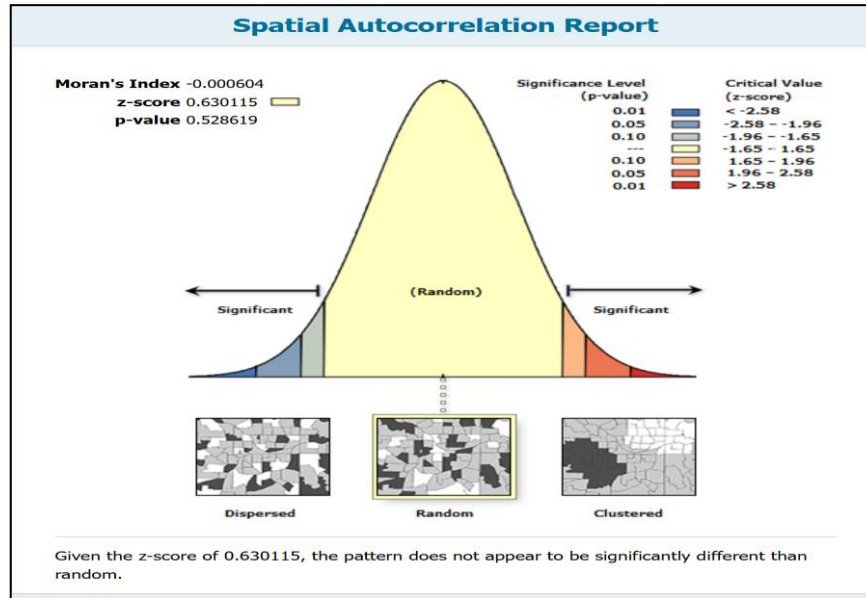 Spatial Autocorrelation Report
Moran's Index -0.000604
z-score 0.630115
p-value 0.528619
Significance Level Critical Value
(p-value) (z-score)
0.01 < -2.58
0.05 -2.58 – -1.96
0.10 -1.96 – -1.65
--- -1.65 – 1.65
0.10 1.65 – 1.96
0.05 1.96 – 2.58
0.01 > 2.58
(Random)
Significant Significant
Dispersed Random Clustered
Given the z-score of 0.630115, the pattern does not appear to be significantly different than
random.